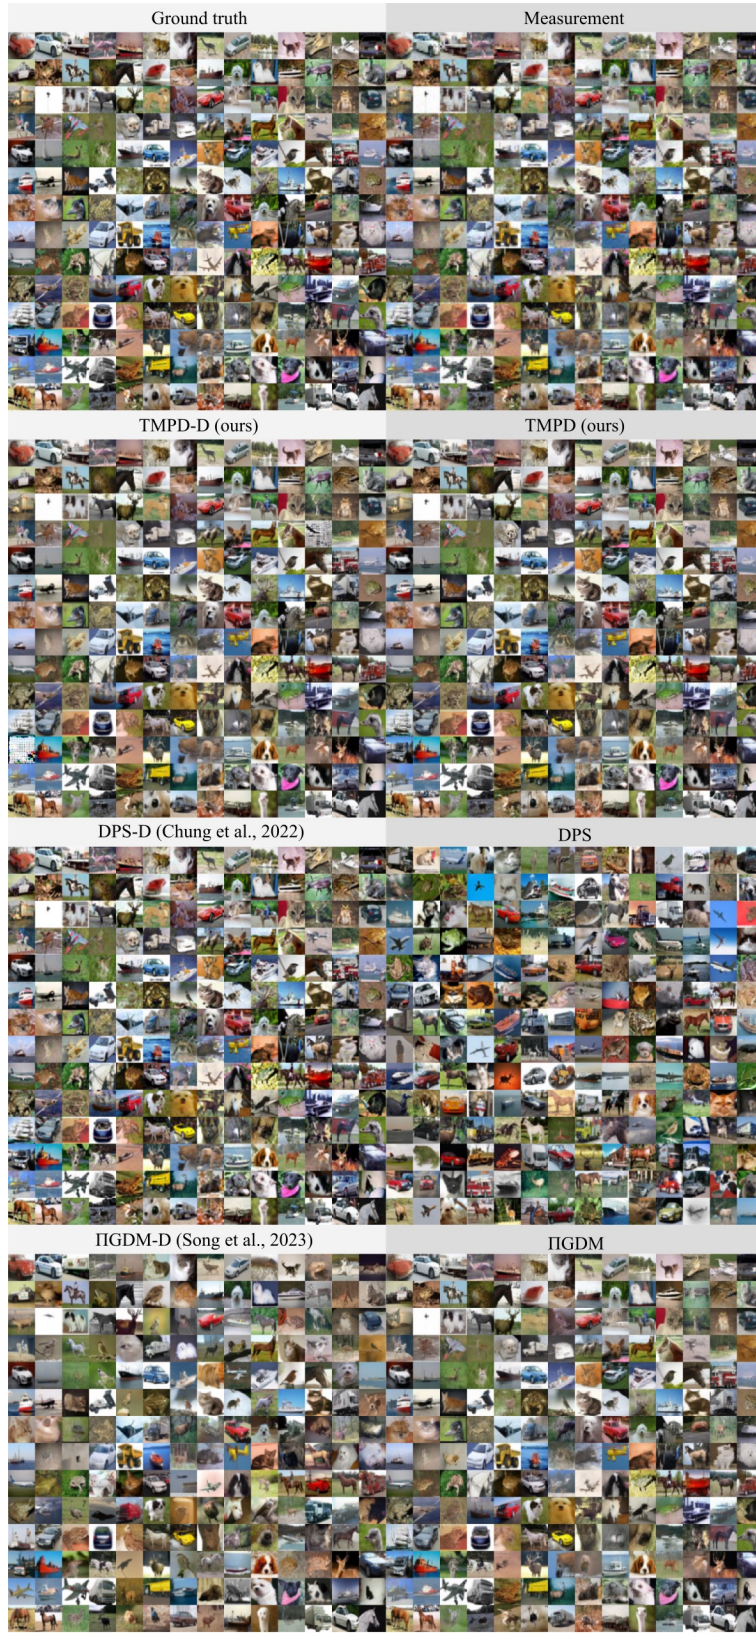 Ground truth
Measurement
TMPD-D (ours)
TMPD (ours)
DPS-D (Chung et al., 2022)
DPS
ΠGDM-D (Song et al., 2023)
ΠGDM